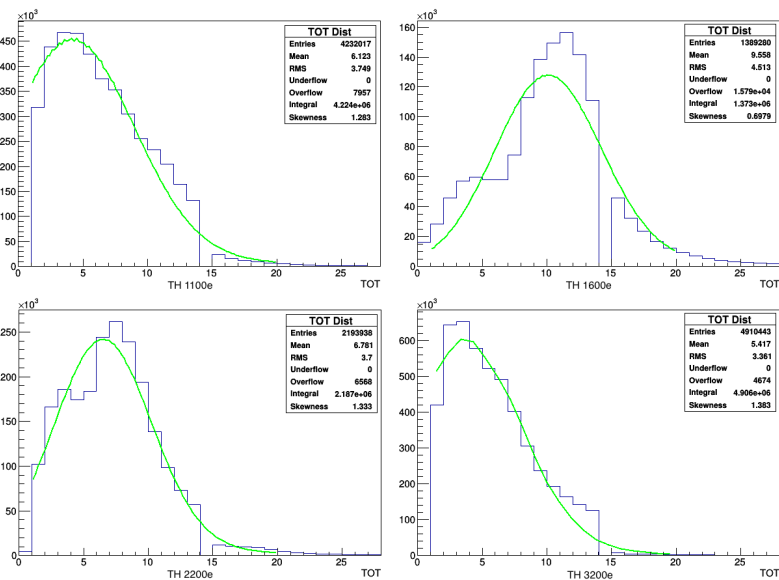 ×10³
TOT Dist
Entries 4232017
Mean 6.123
RMS 3.749
Underflow 0
Overflow 7957
Integral 4.224e+06
Skewness 1.283
450
400
350
300
250
200
150
100
50
0
0 5 10 15 20 25
TH 1100e TOT
×10³
TOT Dist
Entries 1389280
Mean 9.558
RMS 4.513
Underflow 0
Overflow 1.579e+04
Integral 1.373e+06
Skewness 0.6979
160
140
120
100
80
60
40
20
0
0 5 10 15 20 25
TH 1600e TOT
×10³
TOT Dist
Entries 2193938
Mean 6.781
RMS 3.7
Underflow 0
Overflow 6568
Integral 2.187e+06
Skewness 1.333
250
200
150
100
50
0
0 5 10 15 20 25
TH 2200e TOT
×10³
TOT Dist
Entries 4910443
Mean 5.417
RMS 3.361
Underflow 0
Overflow 4674
Integral 4.906e+06
Skewness 1.383
600
500
400
300
200
100
0
0 5 10 15 20 25
TH 3200e TOT